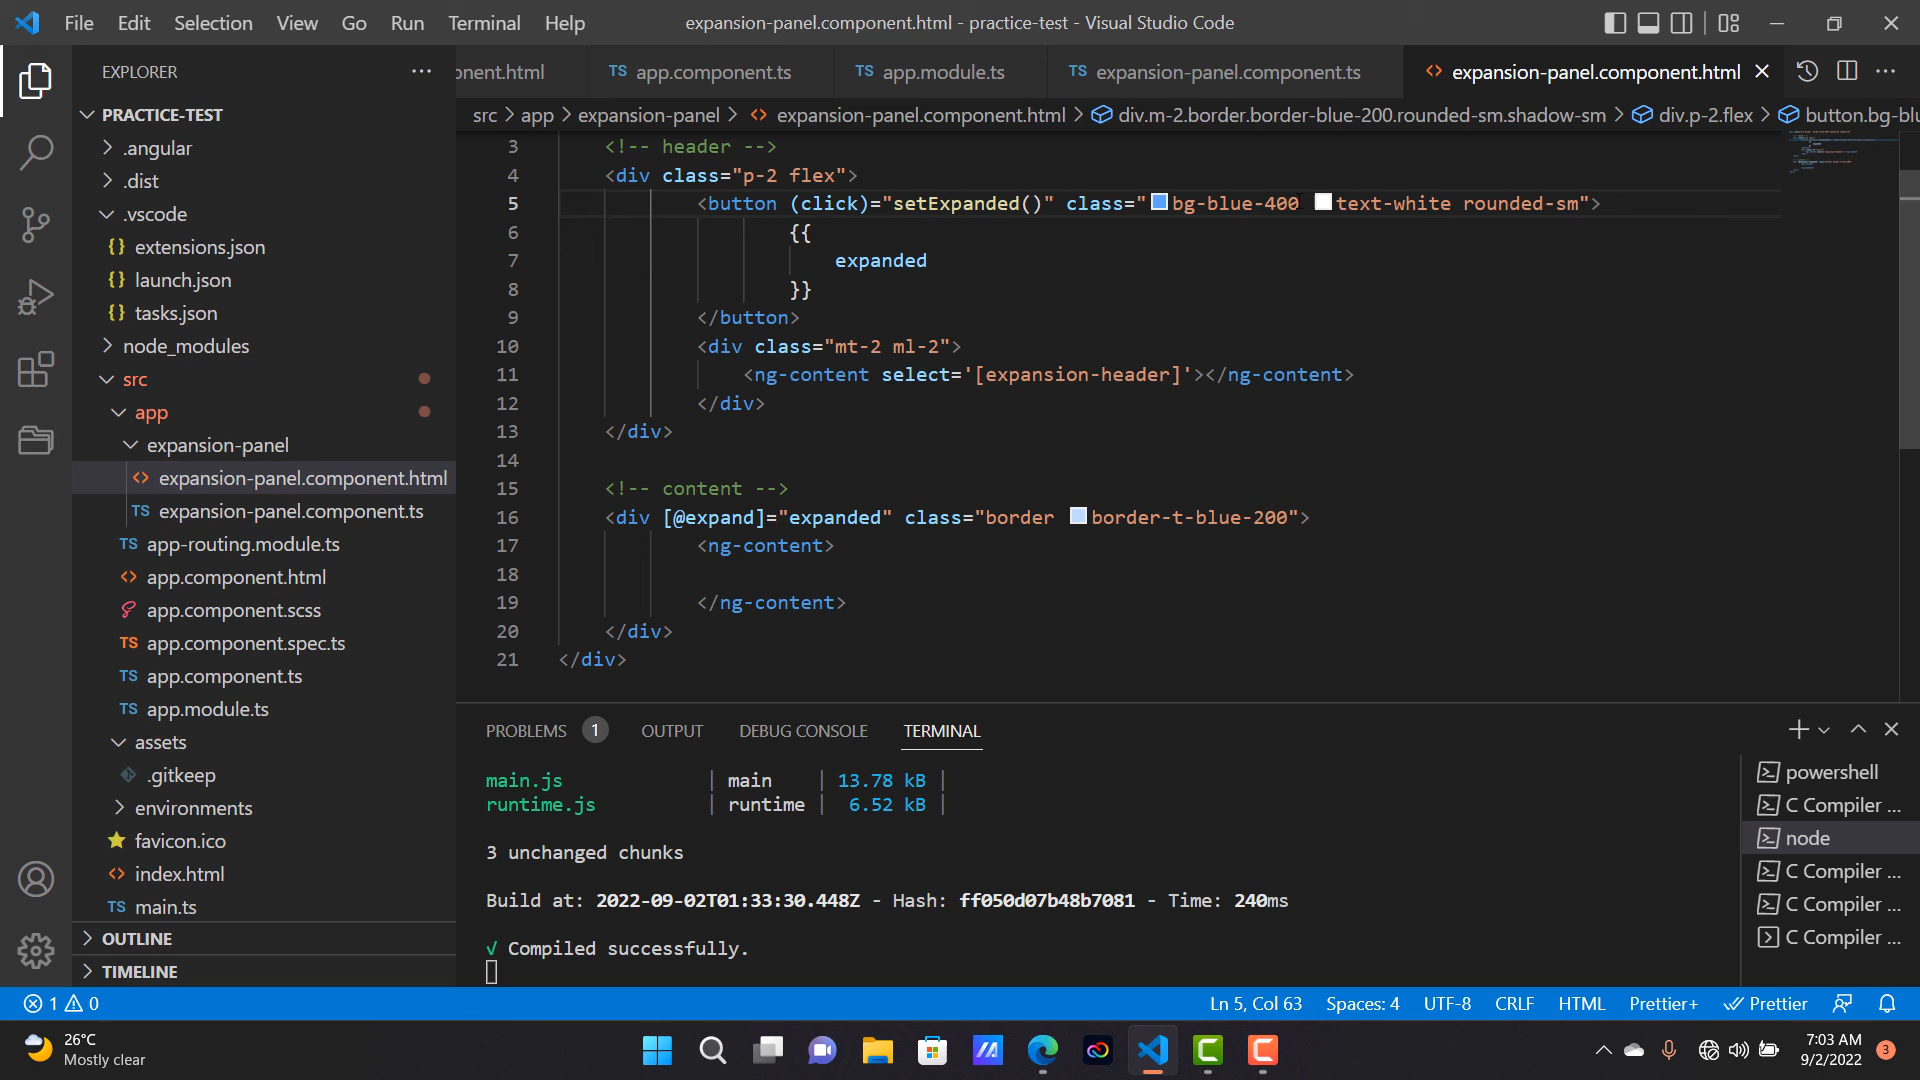 File Edit Selection View Go Run Terminal Help
expansion-panel.component.html - practice-test - Visual Studio Code
EXPLORER
onent.html
TS app.component.ts
TS app.module.ts
TS expansion-panel.component.ts
<> expansion-panel.component.html
src > app > expansion-panel > <> expansion-panel.component.html > div.m-2.border.border-blue-200.rounded-sm.shadow-sm > div.p-2.flex > button.bg-blu
PRACTICE-TEST
.angular
.dist
.vscode
{} extensions.json
{} launch.json
{} tasks.json
node_modules
src
app
expansion-panel
<> expansion-panel.component.html
TS expansion-panel.component.ts
TS app-routing.module.ts
<> app.component.html
app.component.scss
TS app.component.spec.ts
TS app.component.ts
TS app.module.ts
assets
.gitkeep
environments
favicon.ico
<> index.html
TS main.ts
OUTLINE
TIMELINE
3 <!-- header -->
4 <div class="p-2 flex">
5 <button (click)="setExpanded()" class="bg-blue-400 text-white rounded-sm">
6 {{
7 expanded
8 }}
9 </button>
10 <div class="mt-2 ml-2">
11 <ng-content select='[expansion-header]'></ng-content>
12 </div>
13 </div>
14
15 <!-- content -->
16 <div [@expand]="expanded" class="border border-t-blue-200">
17 <ng-content>
18
19 </ng-content>
20 </div>
21 </div>
PROBLEMS 1 OUTPUT DEBUG CONSOLE TERMINAL
main.js | main | 13.78 kB |
runtime.js | runtime | 6.52 kB |
3 unchanged chunks
Build at: 2022-09-02T01:33:30.448Z - Hash: ff050d07b48b7081 - Time: 240ms
√ Compiled successfully.
powershell
C Compiler ...
node
C Compiler ...
C Compiler ...
C Compiler ...
1 0
Ln 5, Col 63 Spaces: 4 UTF-8 CRLF HTML Prettier+ Prettier
26°C
Mostly clear
7:03 AM
9/2/2022
3